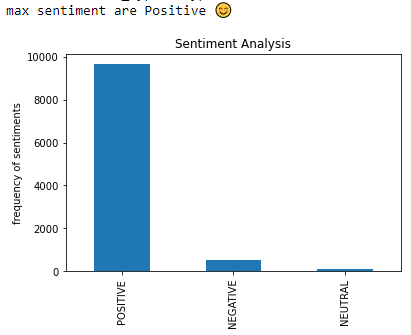 max sentiment are Positive 😊
Sentiment Analysis
frequency of sentiments
10000
8000
6000
4000
2000
0
POSITIVE
NEGATIVE
NEUTRAL